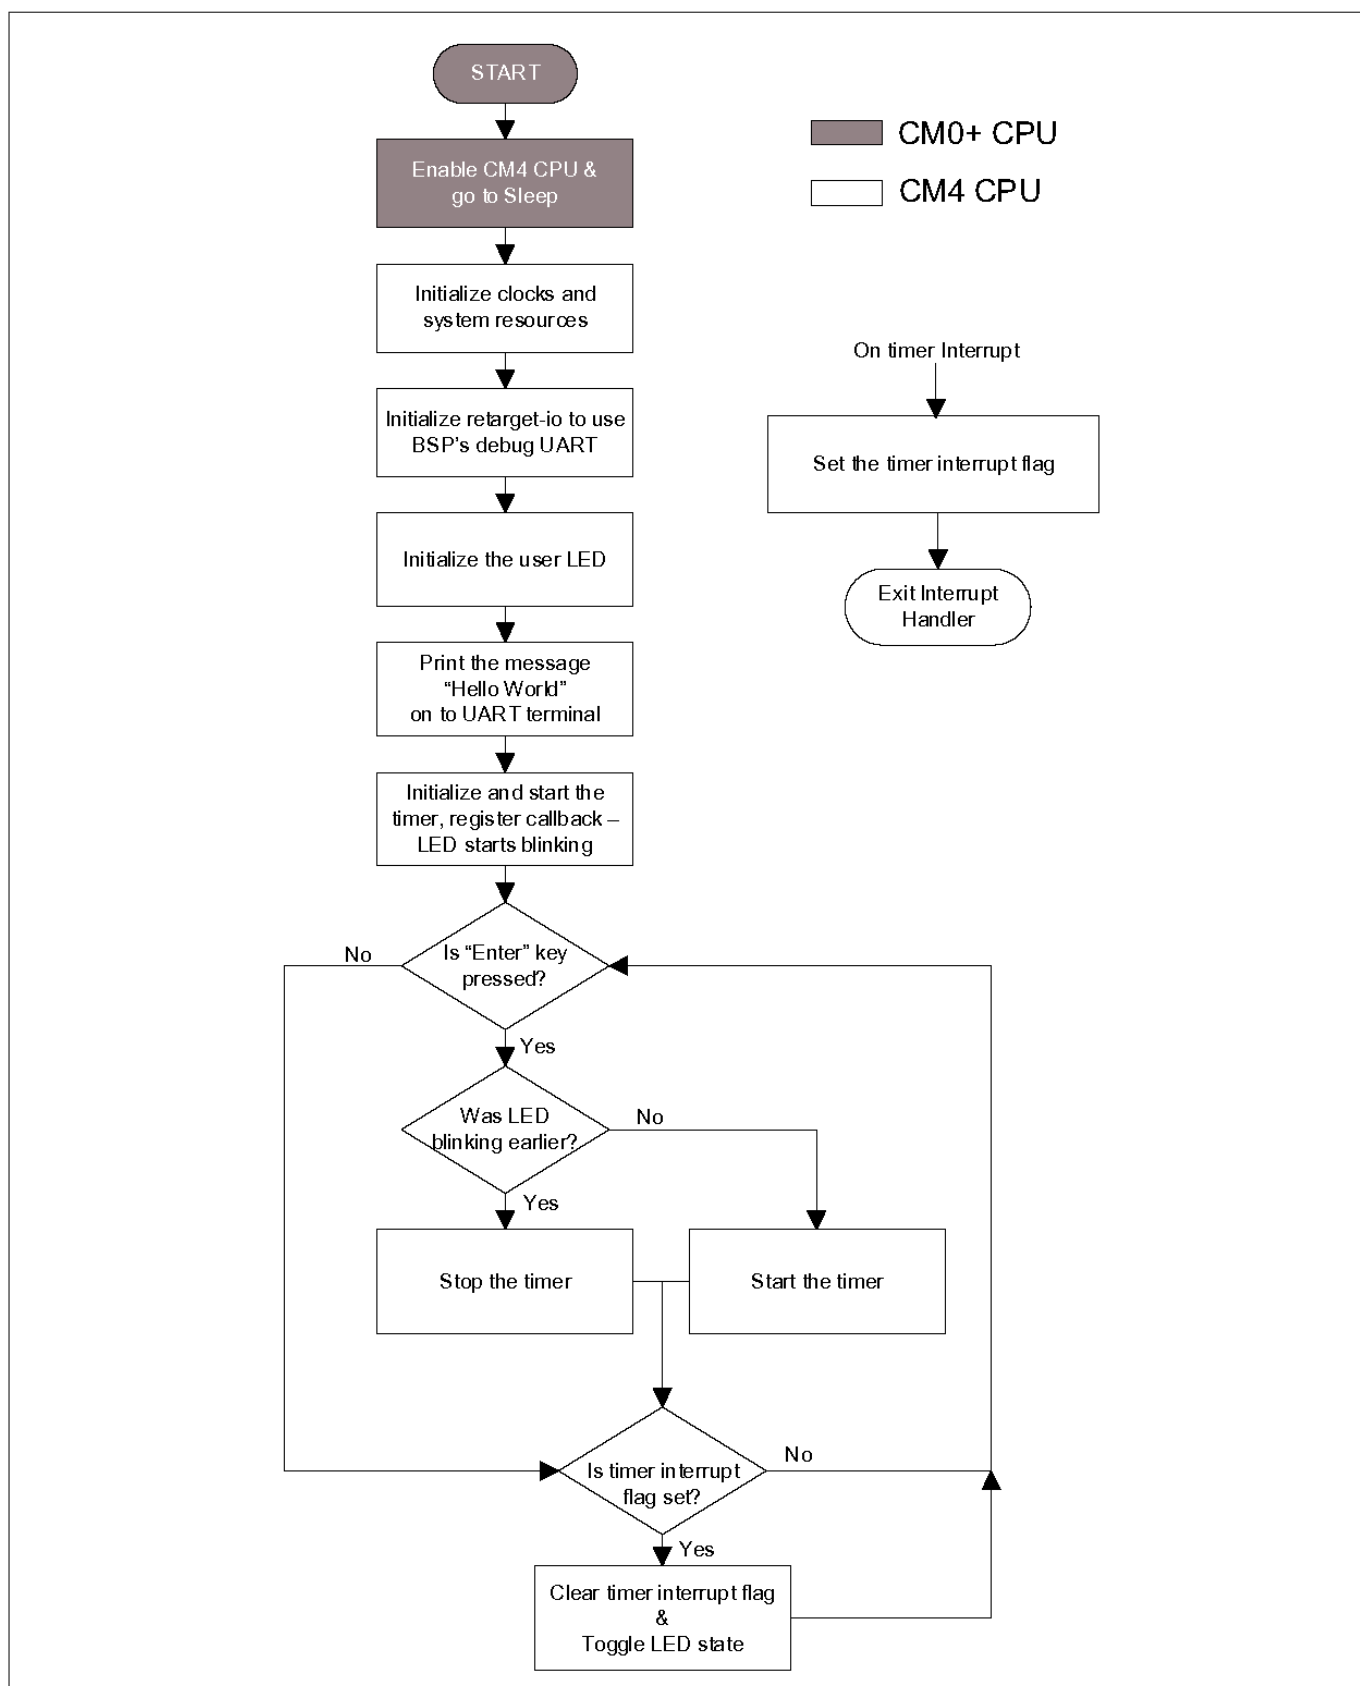 START
CM0+ CPU
Enable CM4 CPU &
go to Sleep
CM4 CPU
Initialize clocks and
system resources
On timer Interrupt
Initialize retarget-io to use
BSP's debug UART
Set the timer interrupt flag
Initialize the user LED
Exit Interrupt
Handler
Print the message
“Hello World”
on to UART terminal
Initialize and start the
timer, register callback –
LED starts blinking
No
Is “Enter” key
pressed?
Yes
Was LED
blinking earlier?
No
Yes
Stop the timer
Start the timer
Is timer interrupt
flag set?
No
Yes
Clear timer interrupt flag
&
Toggle LED state